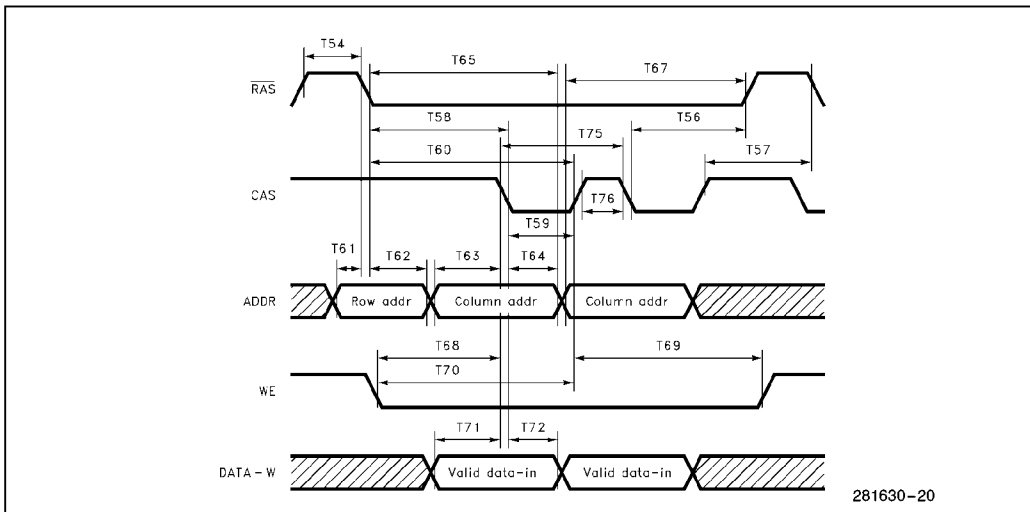 T54
T65
T67
RAS
T58
T56
T75
T60
T57
CAS
T76
T59
T61
T62
T63
T64
ADDR
Row addr
Column addr
Column addr
T68
T69
T70
WE
T71
T72
DATA-W
Valid data-in
Valid data-in
281630-20